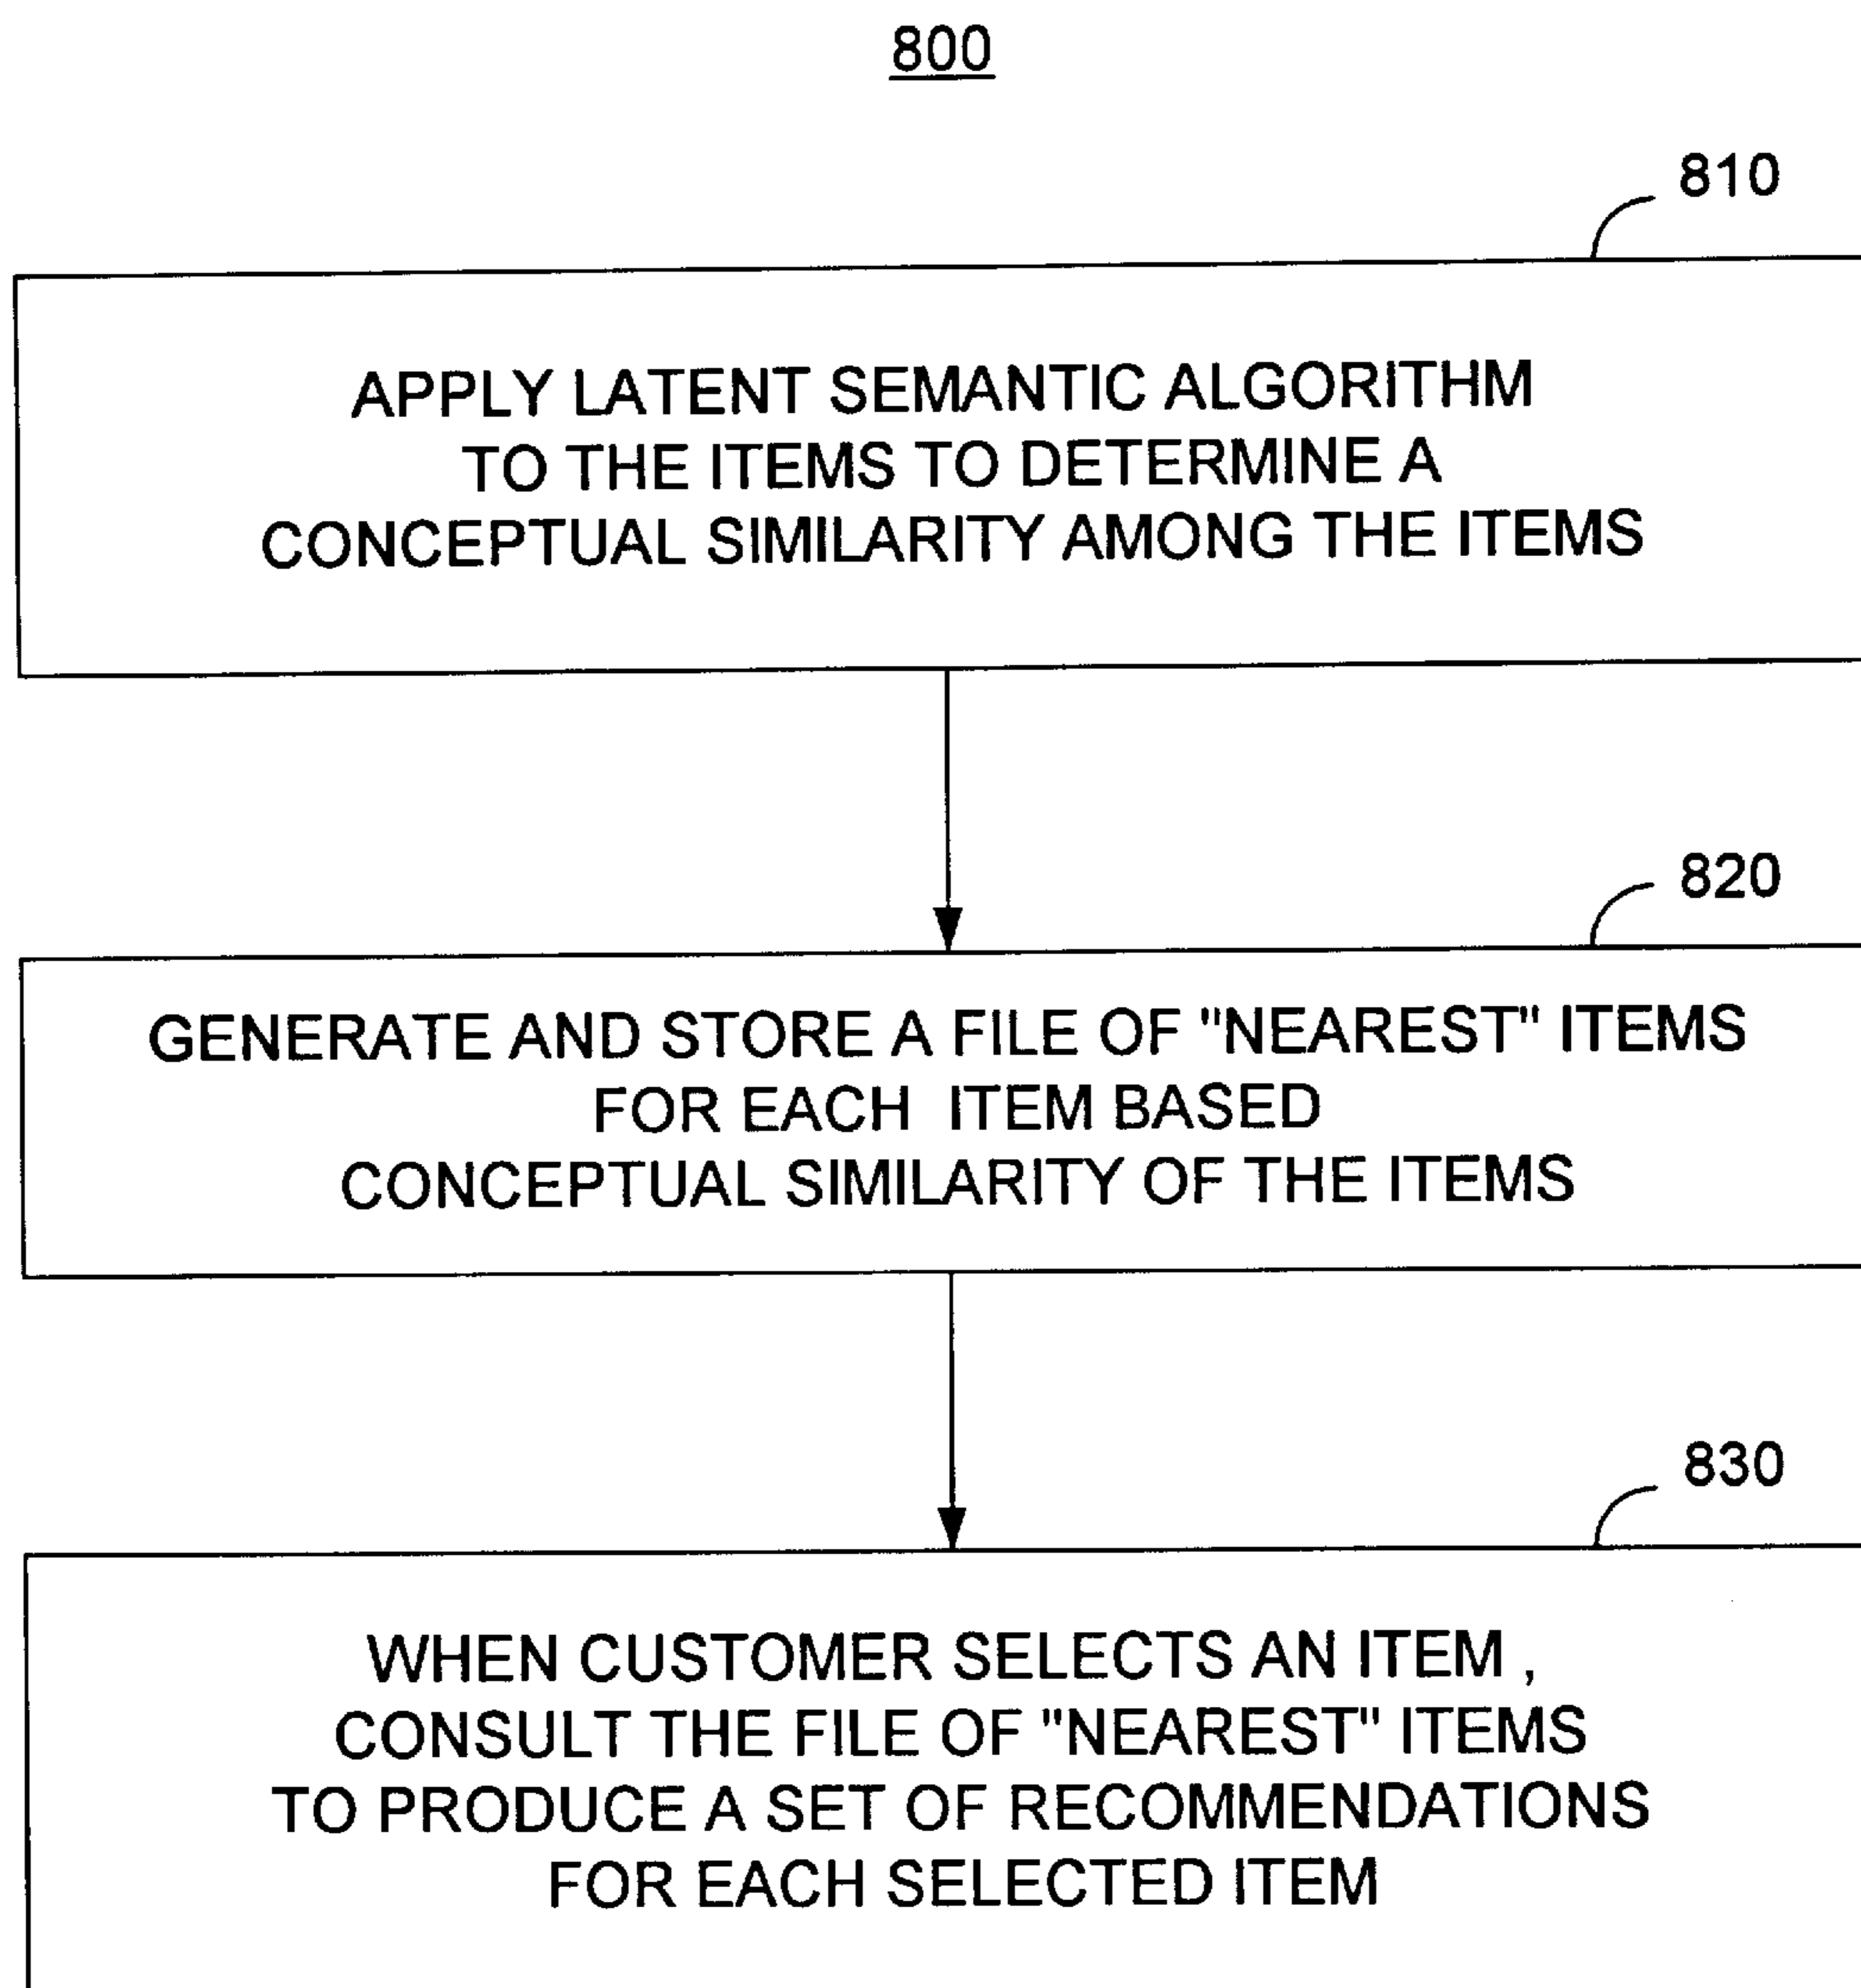 800
810
APPLY LATENT SEMANTIC ALGORITHM
TO THE ITEMS TO DETERMINE A
CONCEPTUAL SIMILARITY AMONG THE ITEMS
820
GENERATE AND STORE A FILE OF "NEAREST" ITEMS
FOR EACH ITEM BASED
CONCEPTUAL SIMILARITY OF THE ITEMS
830
WHEN CUSTOMER SELECTS AN ITEM ,
CONSULT THE FILE OF "NEAREST" ITEMS
TO PRODUCE A SET OF RECOMMENDATIONS
FOR EACH SELECTED ITEM